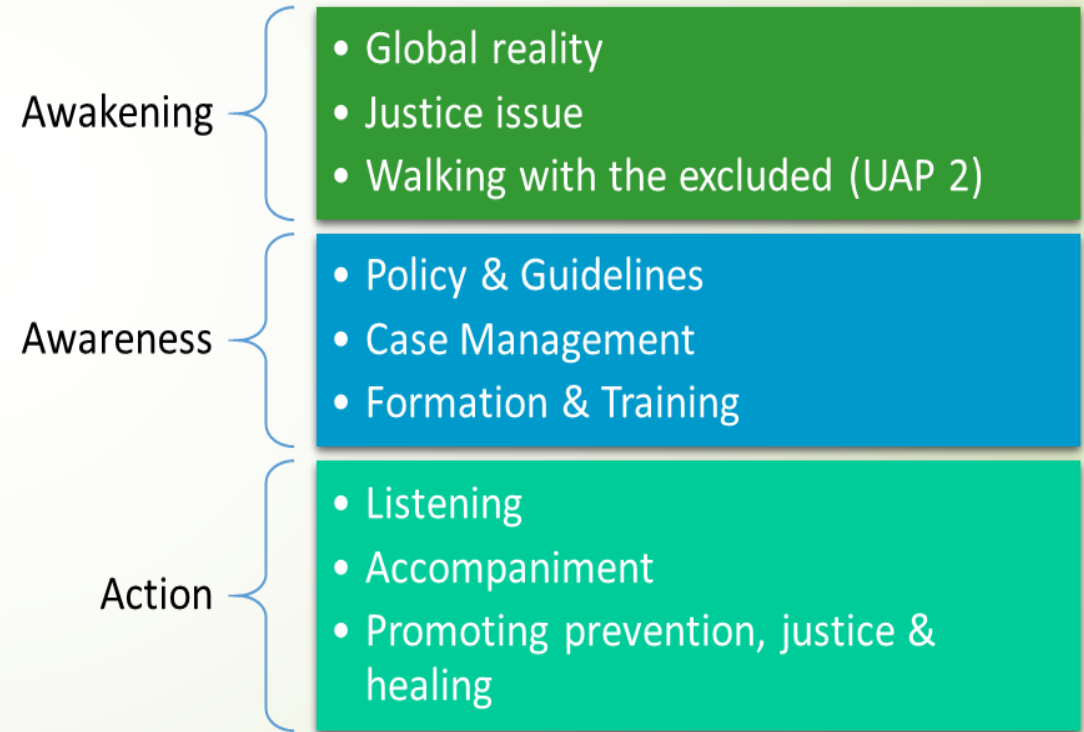 Awakening
• Global reality
• Justice issue
• Walking with the excluded (UAP 2)
Awareness
• Policy & Guidelines
• Case Management
• Formation & Training
Action
• Listening
• Accompaniment
• Promoting prevention, justice &
healing